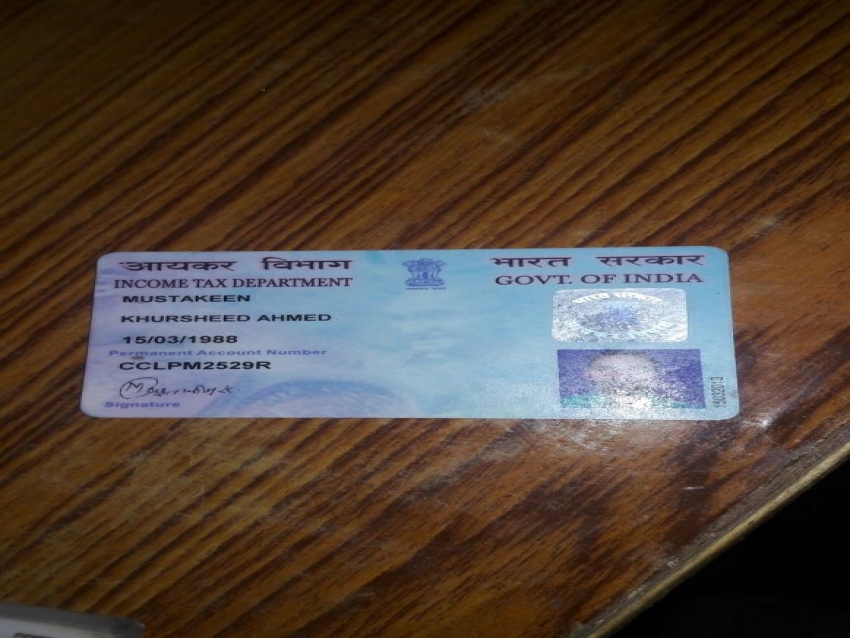 आयकर विभाग
INCOME TAX DEPARTMENT
भारत सरकार
GOVT. OF INDIA
MUSTAKEEN
KHURSHEED AHMED
15/03/1988
Permanent Account Number
CCLPM2529R
Signature